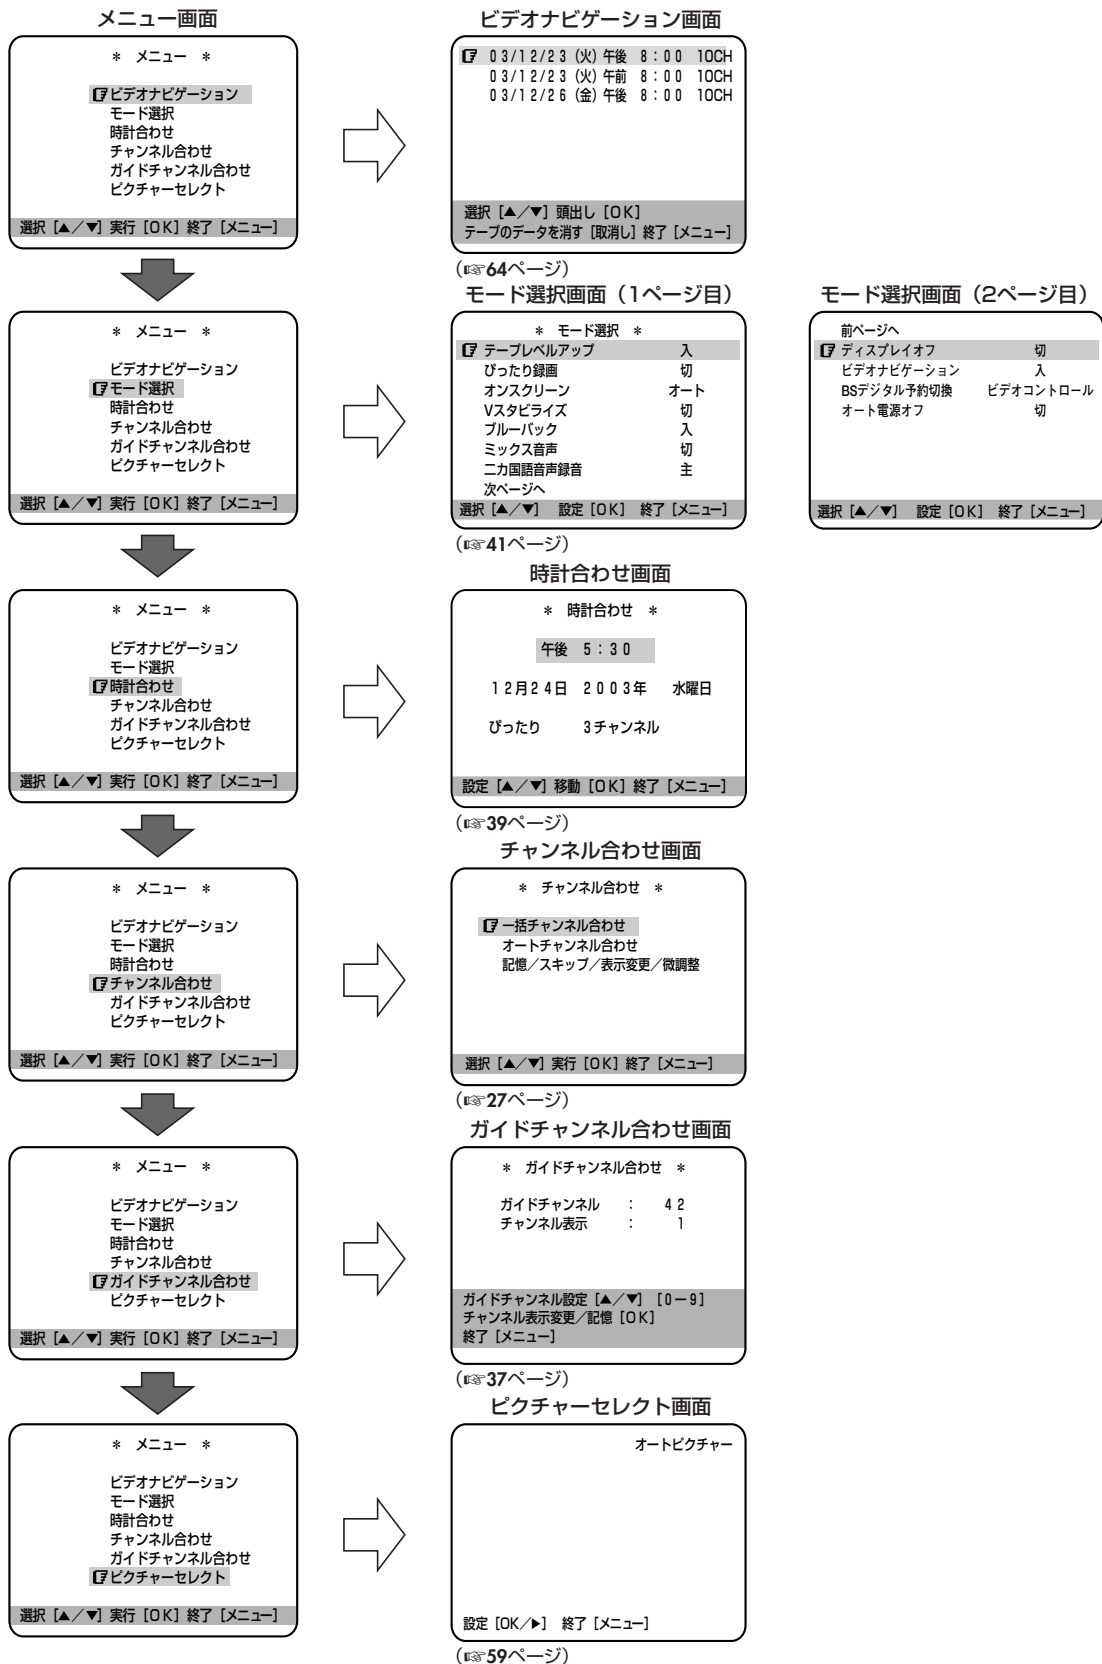 メニュー画面
＊　メニュー　＊
ビデオナビゲーション
モード選択
時計合わせ
チャンネル合わせ
ガイドチャンネル合わせ
ピクチャーセレクト
選択［▲／▼］実行［OK］終了［メニュー］
ビデオナビゲーション画面
03/12/23（火）午後　8：00　10CH
03/12/23（火）午前　8：00　10CH
03/12/26（金）午後　8：00　10CH
選択［▲／▼］頭出し［OK］
テープのデータを消す［取消し］終了［メニュー］
（☞64ページ）
＊　メニュー　＊
ビデオナビゲーション
モード選択
時計合わせ
チャンネル合わせ
ガイドチャンネル合わせ
ピクチャーセレクト
選択［▲／▼］実行［OK］終了［メニュー］
モード選択画面（1ページ目）
＊　モード選択　＊
テープレベルアップ　入
ぴったり録画　切
オンスクリーン　オート
Vスタビライズ　切
ブルーバック　入
ミックス音声　切
二カ国語音声録音　主
次ページへ
選択［▲／▼］　設定［OK］　終了［メニュー］
（☞41ページ）
モード選択画面（2ページ目）
前ページへ
ディスプレイオフ　切
ビデオナビゲーション　入
BSデジタル予約切換　ビデオコントロール
オート電源オフ　切
選択［▲／▼］　設定［OK］　終了［メニュー］
＊　メニュー　＊
ビデオナビゲーション
モード選択
時計合わせ
チャンネル合わせ
ガイドチャンネル合わせ
ピクチャーセレクト
選択［▲／▼］実行［OK］終了［メニュー］
時計合わせ画面
＊　時計合わせ　＊
午後　5：30
12月24日　2003年　水曜日
ぴったり　3チャンネル
設定［▲／▼］移動［OK］終了［メニュー］
（☞39ページ）
＊　メニュー　＊
ビデオナビゲーション
モード選択
時計合わせ
チャンネル合わせ
ガイドチャンネル合わせ
ピクチャーセレクト
選択［▲／▼］実行［OK］終了［メニュー］
チャンネル合わせ画面
＊　チャンネル合わせ　＊
一括チャンネル合わせ
オートチャンネル合わせ
記憶／スキップ／表示変更／微調整
選択［▲／▼］実行［OK］終了［メニュー］
（☞27ページ）
＊　メニュー　＊
ビデオナビゲーション
モード選択
時計合わせ
チャンネル合わせ
ガイドチャンネル合わせ
ピクチャーセレクト
選択［▲／▼］実行［OK］終了［メニュー］
ガイドチャンネル合わせ画面
＊　ガイドチャンネル合わせ　＊
ガイドチャンネル　：　42
チャンネル表示　：　1
ガイドチャンネル設定［▲／▼］［0－9］
チャンネル表示変更／記憶［OK］
終了［メニュー］
（☞37ページ）
＊　メニュー　＊
ビデオナビゲーション
モード選択
時計合わせ
チャンネル合わせ
ガイドチャンネル合わせ
ピクチャーセレクト
選択［▲／▼］実行［OK］終了［メニュー］
ピクチャーセレクト画面
オートピクチャー
設定［OK／▶］　終了［メニュー］
（☞59ページ）